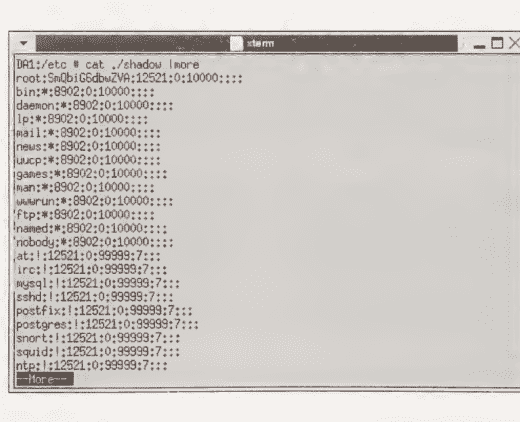 xterm
DA1:/etc # cat ./shadow |more
root:SmQbiGSdbwZVA:12521:0:10000::::
bin:*:8902:0:10000::::
daemon:*:8902:0:10000::::
lp:*:8902:0:10000::::
mail:*:8902:0:10000::::
news:*:8902:0:10000::::
uucp:*:8902:0:10000::::
games:*:8902:0:10000::::
man:*:8902:0:10000::::
wwwrun:*:8902:0:10000::::
ftp:*:8902:0:10000::::
named:*:8902:0:10000::::
nobody:*:8902:0:10000::::
at:!:12521:0:99999:7:::
irc:!:12521:0:99999:7:::
mysql:!:12521:0:99999:7:::
sshd:!:12521:0:99999:7:::
postfix:!:12521:0:99999:7:::
postgres:!:12521:0:99999:7:::
snort:!:12521:0:99999:7:::
squid:!:12521:0:99999:7:::
ntp:!:12521:0:99999:7:::
--More--